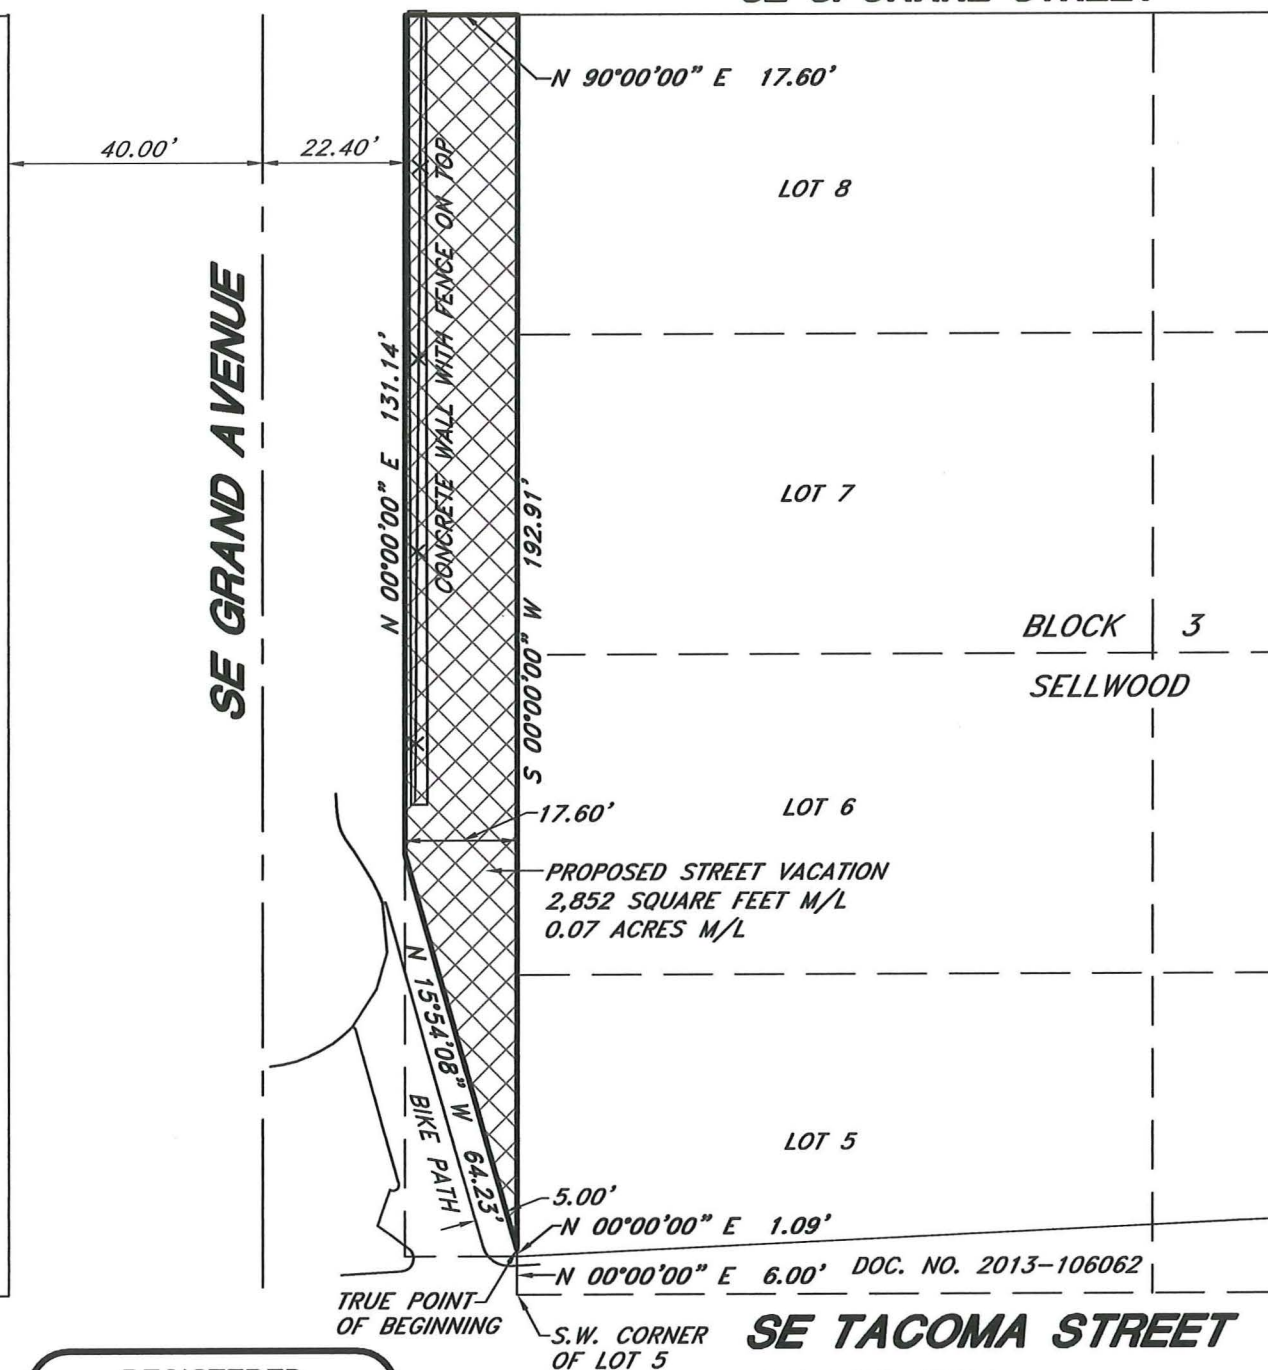 N 90°00'00" E 17.60'
40.00'
22.40'
LOT 8
CONCRETE WALL WITH FENCE ON TOP
SE GRAND AVENUE
N 00°00'00" E 131.14'
LOT 7
S 00°00'00" W 192.91'
BLOCK 3
SELLWOOD
17.60'
LOT 6
PROPOSED STREET VACATION
2,852 SQUARE FEET M/L
0.07 ACRES M/L
N 15°54'08" W 64.23'
BIKE PATH
LOT 5
5.00'
N 00°00'00" E 1.09'
N 00°00'00" E 6.00'
DOC. NO. 2013-106062
TRUE POINT
OF BEGINNING
S.W. CORNER
OF LOT 5
SE TACOMA STREET